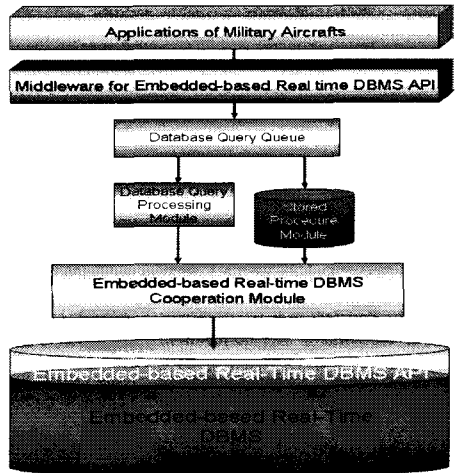 Applications of Military Aircrafts
Middleware for Embedded-based Real time DBMS API
Database Query Queue
Database Query
Processing
Module
Stored
Procedure
Module
Embedded-based Real-time DBMS
Cooperation Module
Embedded-based Real-Time DBMS API
Embedded-based Real-Time
DBMS